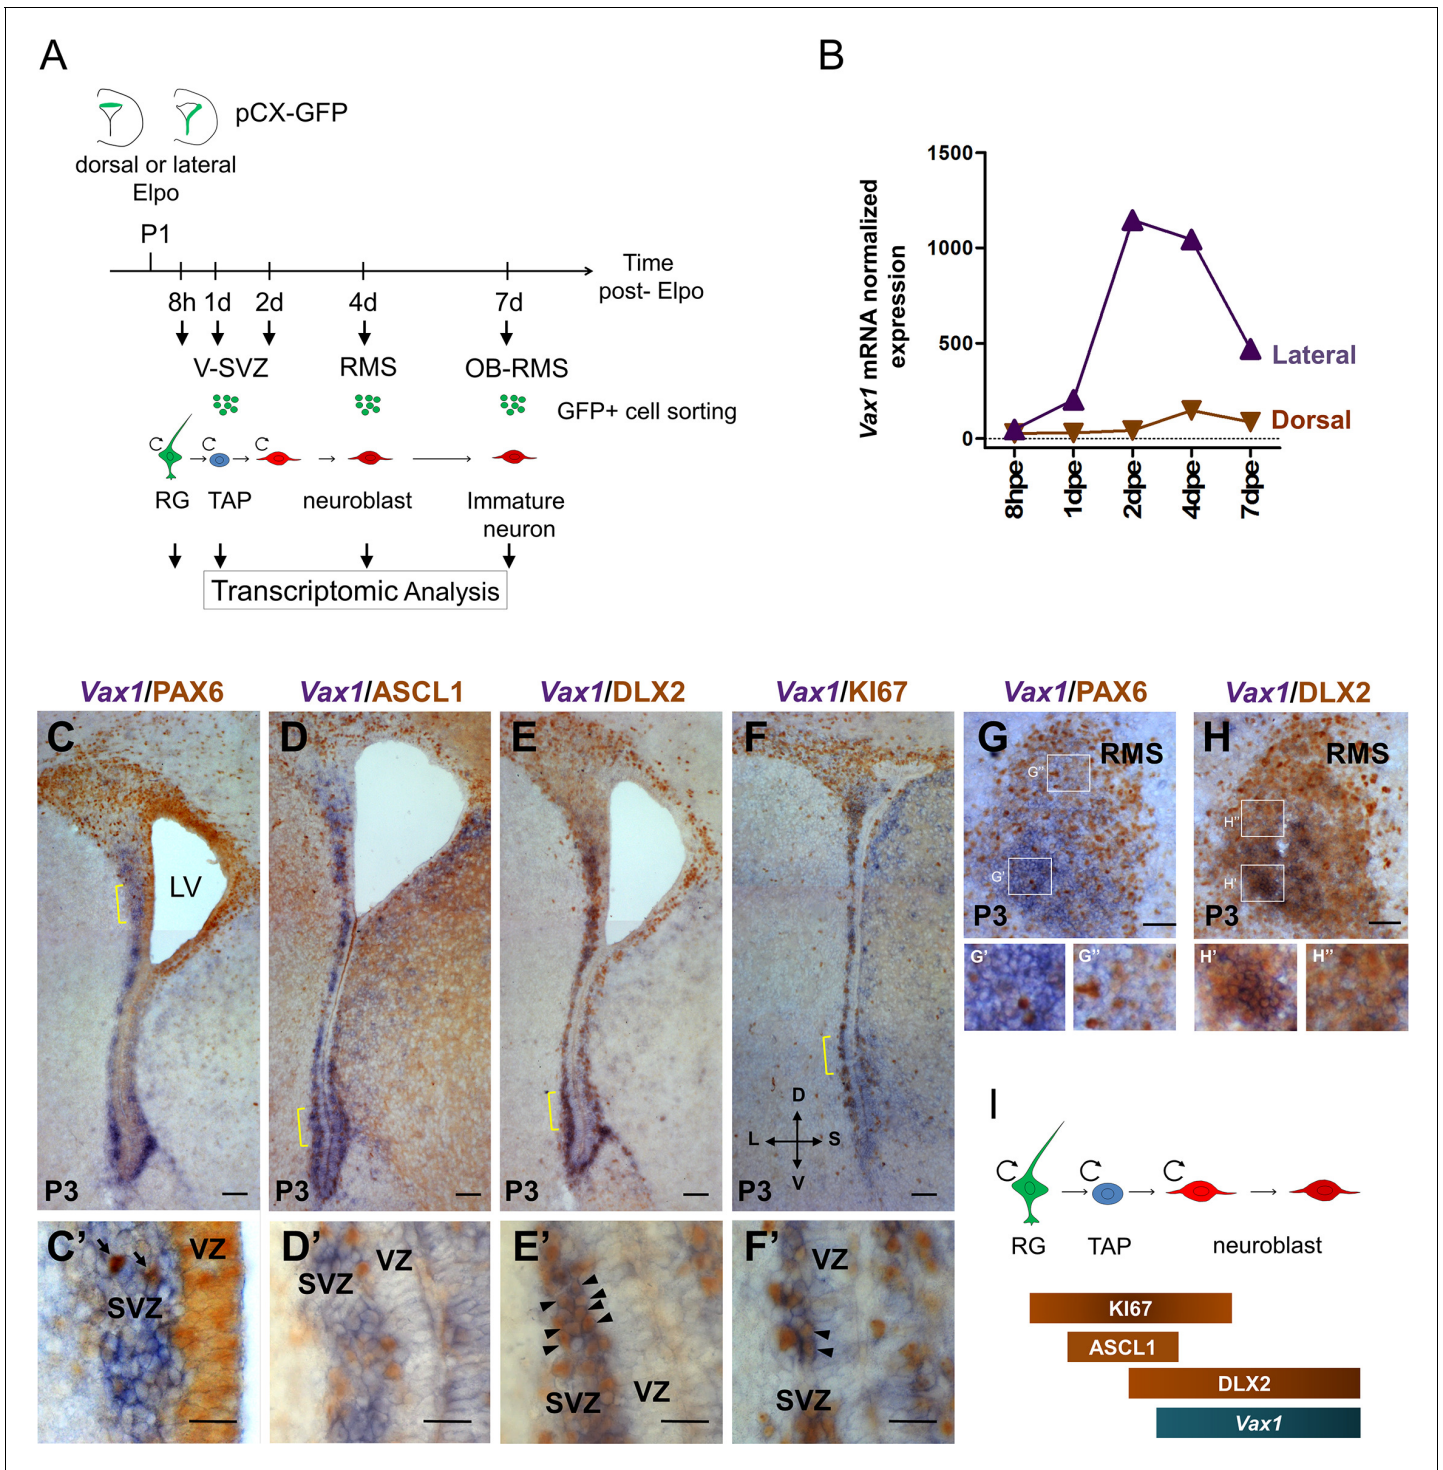 A
pCX-GFP
dorsal or lateral
Elpo
P1
8h 1d 2d 4d 7d
Time
post- Elpo
V-SVZ RMS OB-RMS
GFP+ cell sorting
RG TAP neuroblast Immature
neuron
Transcriptomic Analysis
B
Vax1 mRNA normalized
expression
1500
1000
500
0
Lateral
Dorsal
8hpe 1dpe 2dpe 4dpe 7dpe
Vax1/PAX6
Vax1/ASCL1
Vax1/DLX2
Vax1/KI67
Vax1/PAX6
Vax1/DLX2
C
LV
P3
D
P3
E
P3
F
D
L S
V
G
RMS
G''
G'
P3
H
RMS
H''
H'
P3
G'
G''
H'
H''
C'
VZ
SVZ
D'
VZ
SVZ
E'
SVZ
VZ
F'
VZ
SVZ
I
RG TAP neuroblast
KI67
ASCL1
DLX2
Vax1